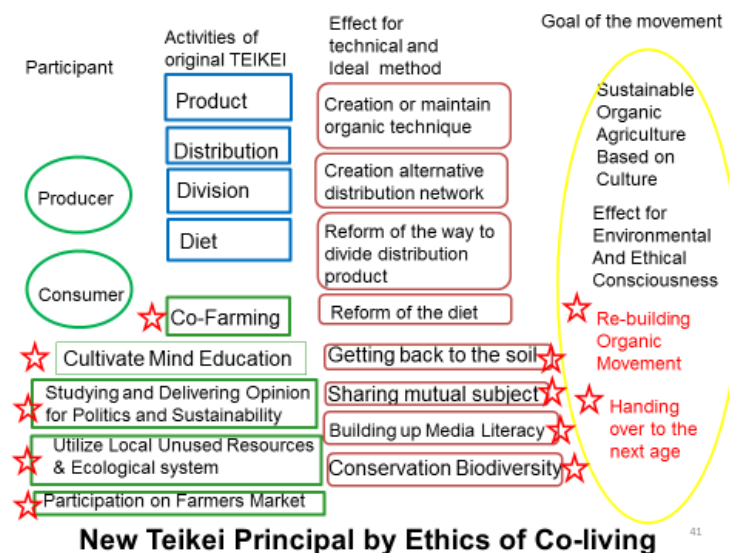 Participant
Activities of
original TEIKEI
Effect for
technical and
Ideal method
Goal of the movement
Producer
Consumer
Product
Distribution
Division
Diet
Co-Farming
Cultivate Mind Education
Studying and Delivering Opinion
for Politics and Sustainability
Utilize Local Unused Resources
& Ecological system
Participation on Farmers Market
Creation or maintain
organic technique
Creation alternative
distribution network
Reform of the way to
divide distribution
product
Reform of the diet
Getting back to the soil
Sharing mutual subject
Building up Media Literacy
Conservation Biodiversity
Sustainable
Organic
Agriculture
Based on
Culture
Effect for
Environmental
And Ethical
Consciousness
Re-building
Organic
Movement
Handing
over to the
next age
New Teikei Principal by Ethics of Co-living
41